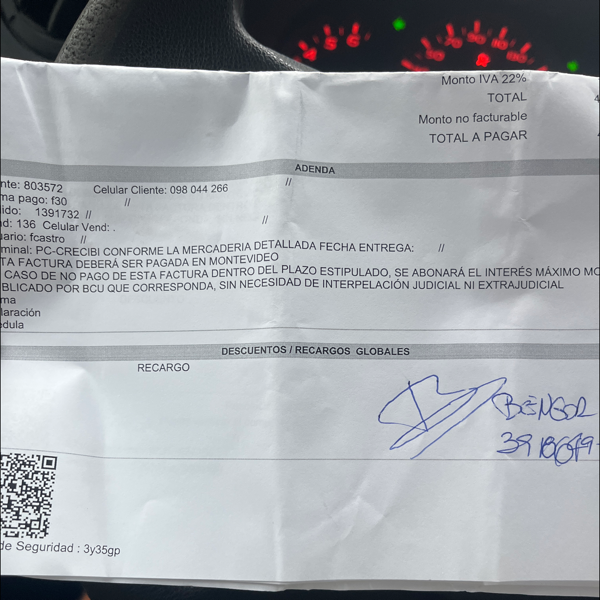 Monto IVA 22%
TOTAL
Monto no facturable
TOTAL A PAGAR
ADENDA
nte: 803572 Celular Cliente: 098 044 266 //
ma pago: f30 //
dido: 1391732 //
d: 136 Celular Vend: . //
uario: fcastro //
minal: PC-CRECIBI CONFORME LA MERCADERIA DETALLADA FECHA ENTREGA: //
TA FACTURA DEBERÁ SER PAGADA EN MONTEVIDEO
CASO DE NO PAGO DE ESTA FACTURA DENTRO DEL PLAZO ESTIPULADO, SE ABONARÁ EL INTERÉS MÁXIMO MO
BLICADO POR BCU QUE CORRESPONDA, SIN NECESIDAD DE INTERPELACIÓN JUDICIAL NI EXTRAJUDICIAL
ma
laración
édula
DESCUENTOS / RECARGOS GLOBALES
RECARGO
BENGOL
de Seguridad : 3y35gp